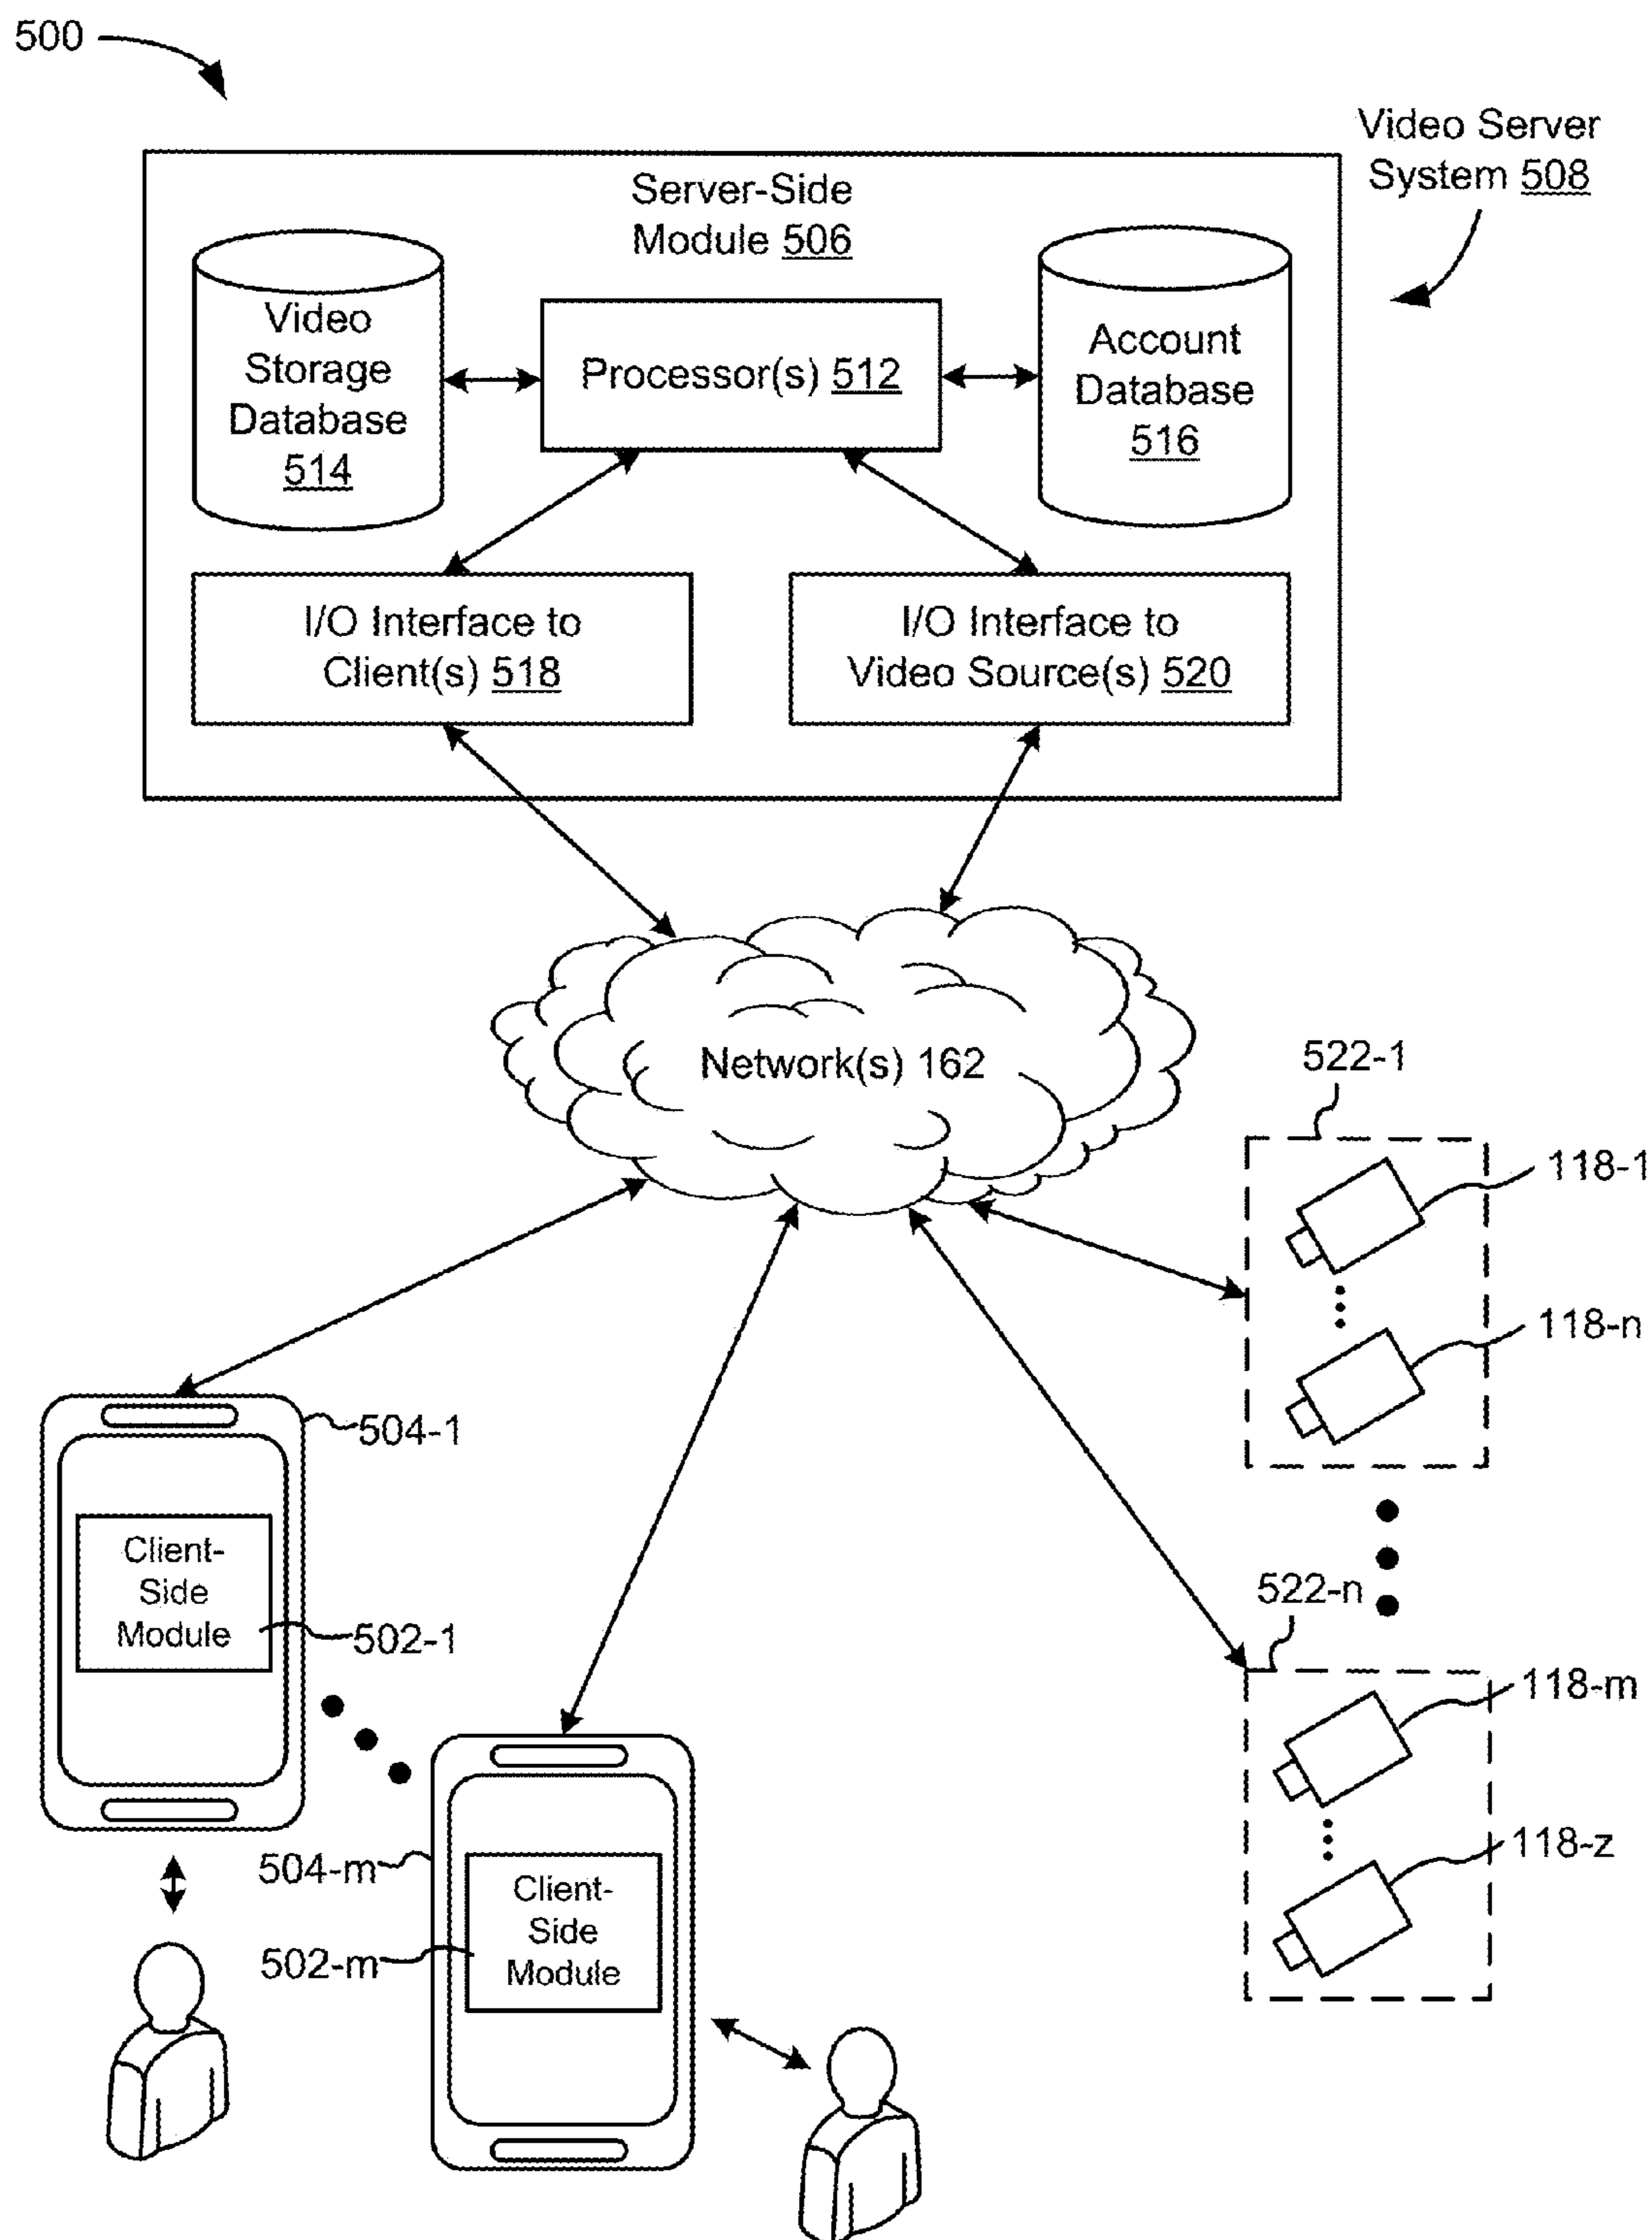 500
Video Server
System 508
Server-Side
Module 506
Video
Storage
Database
514
Processor(s) 512
Account
Database
516
I/O Interface to
Client(s) 518
I/O Interface to
Video Source(s) 520
Network(s) 162
522-1
118-1
118-n
504-1
Client-
Side
Module
502-1
522-n
118-m
118-z
504-m
Client-
Side
Module
502-m